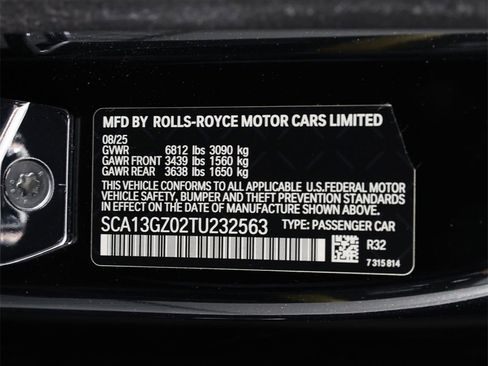 MFD BY ROLLS-ROYCE MOTOR CARS LIMITED
08/25
GVWR 6812 lbs 3090 kg
GAWR FRONT 3439 lbs 1560 kg
GAWR REAR 3638 lbs 1650 kg
THIS VEHICLE CONFORMS TO ALL APPLICABLE U.S.FEDERAL MOTOR
VEHICLE SAFETY, BUMPER AND THEFT PREVENTION STANDARDS
IN EFFECT ON THE DATE OF MANUFACTURE SHOWN ABOVE.
SCA13GZ02TU232563 TYPE: PASSENGER CAR
R32
7 315 814